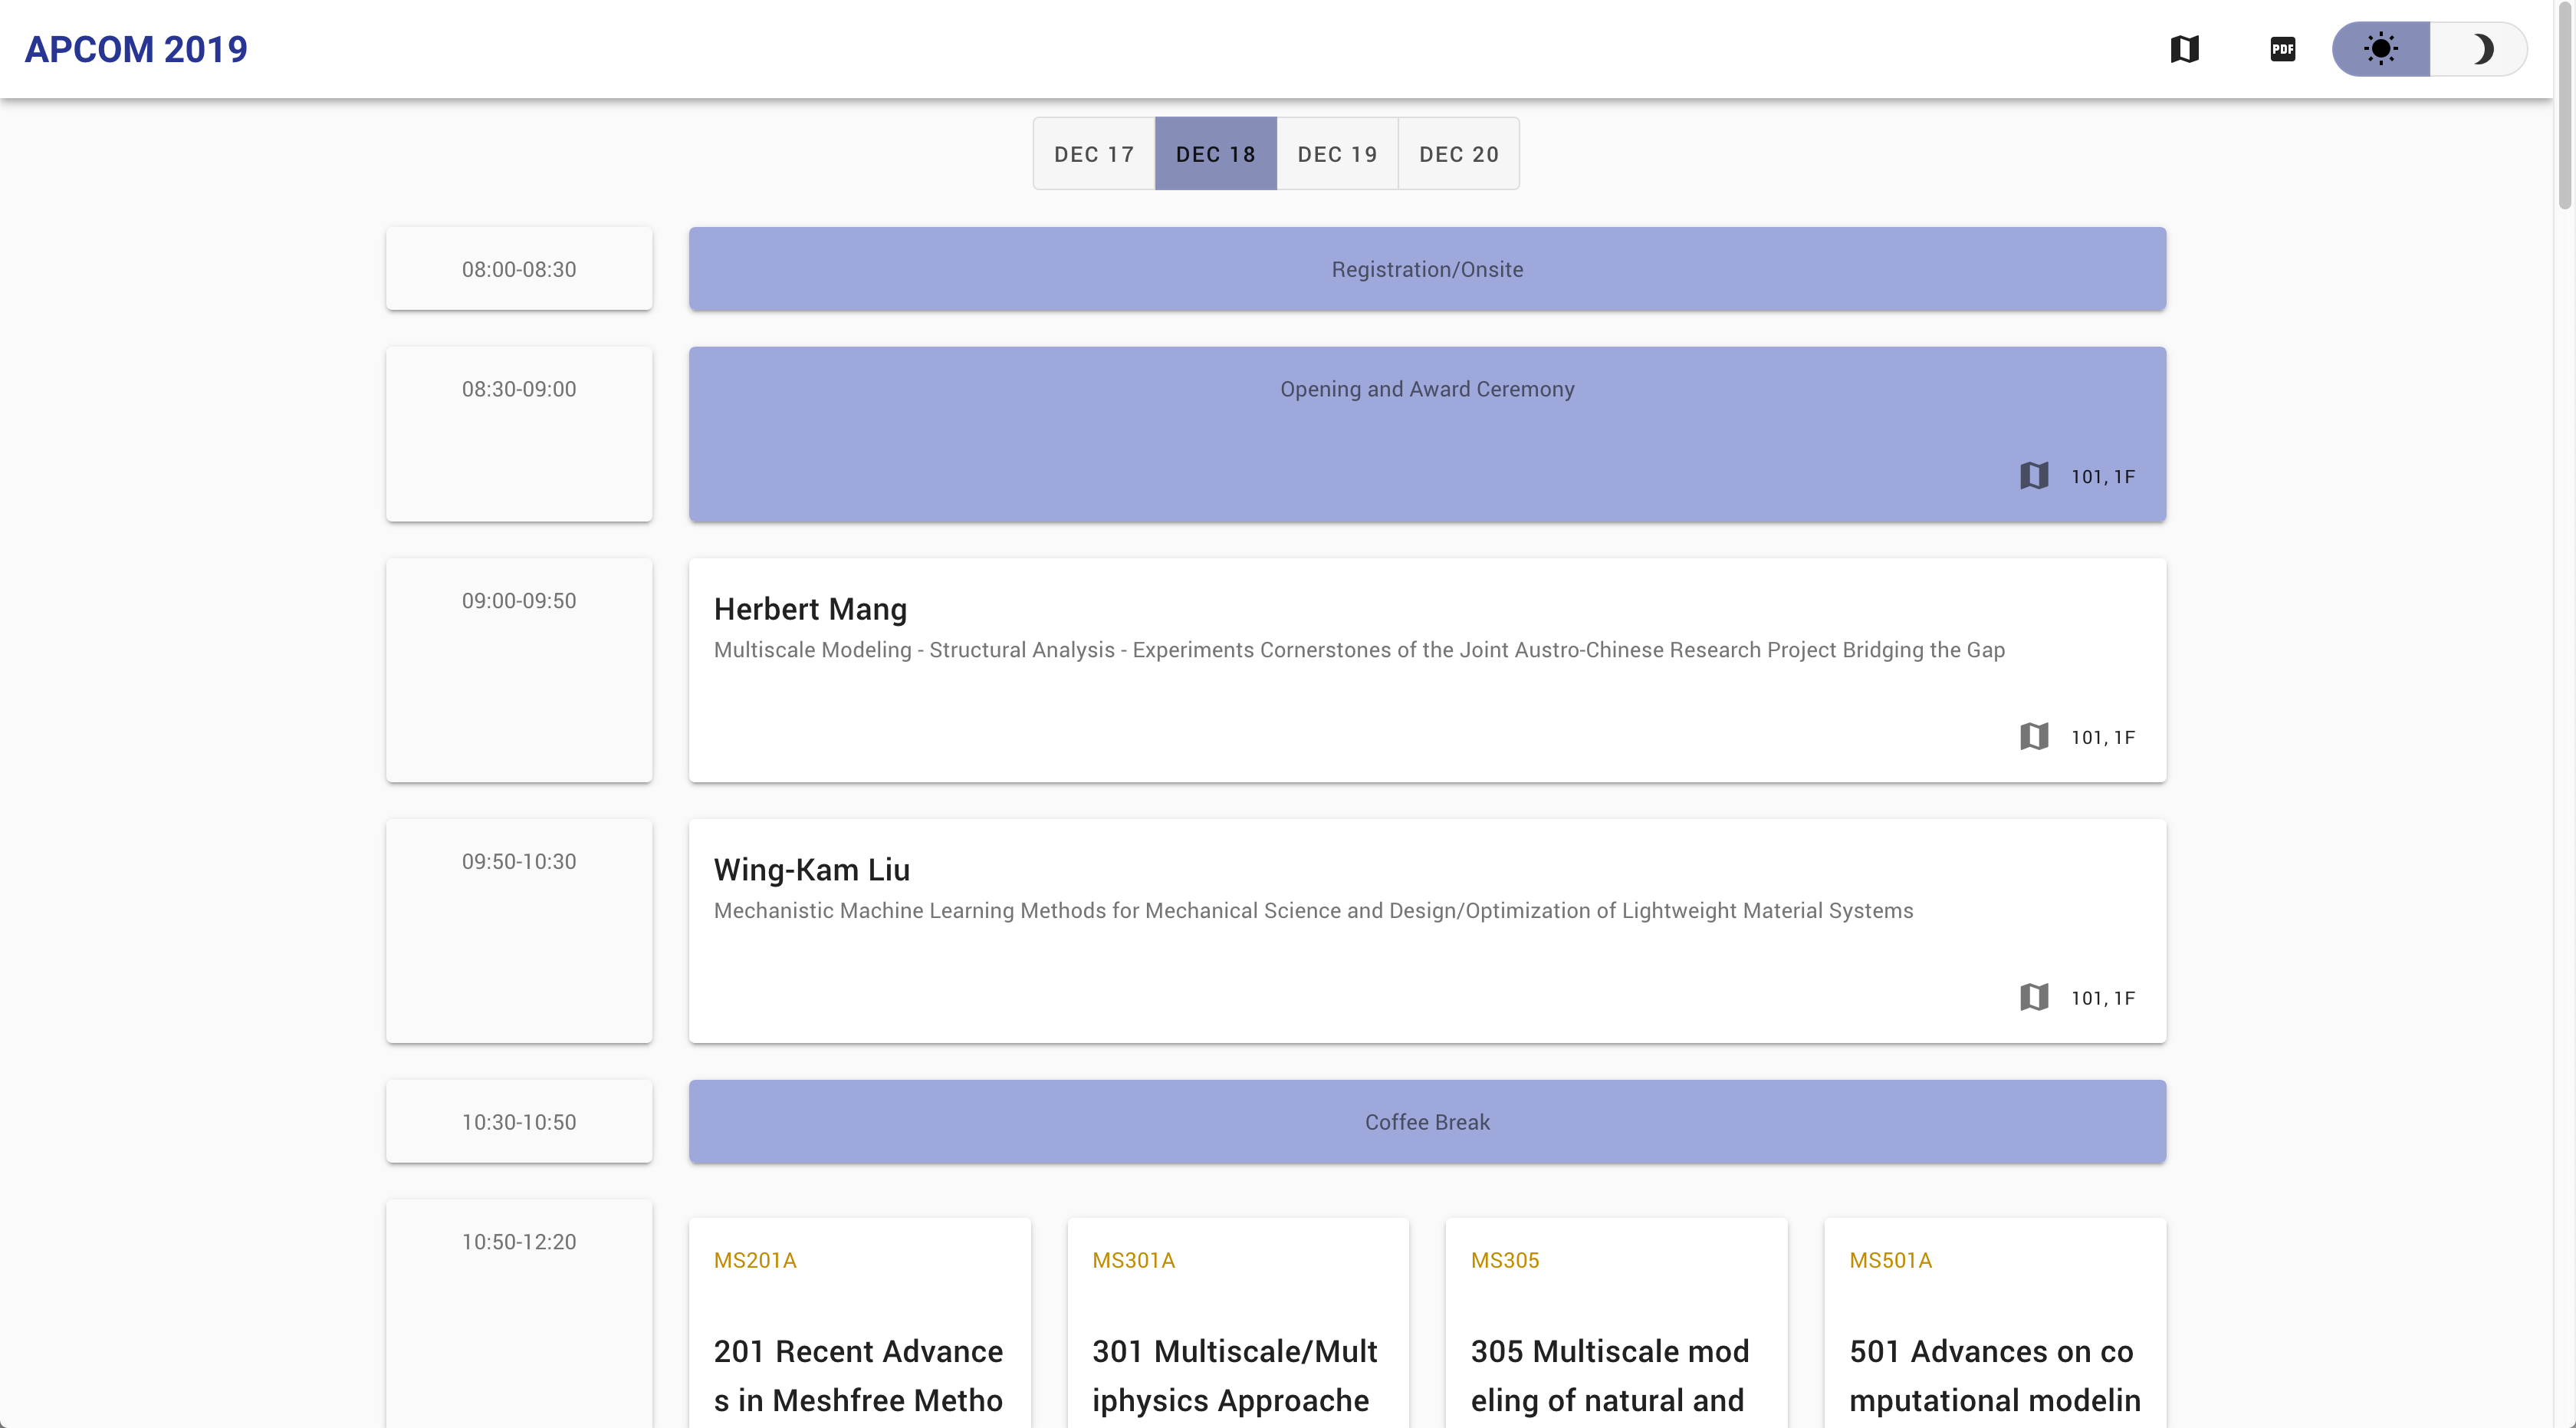 APCOM 2019
PDF
DEC 17
DEC 18
DEC 19
DEC 20
08:00-08:30
Registration/Onsite
08:30-09:00
Opening and Award Ceremony
101, 1F
09:00-09:50
Herbert Mang
Multiscale Modeling - Structural Analysis - Experiments Cornerstones of the Joint Austro-Chinese Research Project Bridging the Gap
101, 1F
09:50-10:30
Wing-Kam Liu
Mechanistic Machine Learning Methods for Mechanical Science and Design/Optimization of Lightweight Material Systems
101, 1F
10:30-10:50
Coffee Break
10:50-12:20
MS201A
201 Recent Advance
s in Meshfree Metho
MS301A
301 Multiscale/Mult
iphysics Approache
MS305
305 Multiscale mod
eling of natural and
MS501A
501 Advances on co
mputational modelin